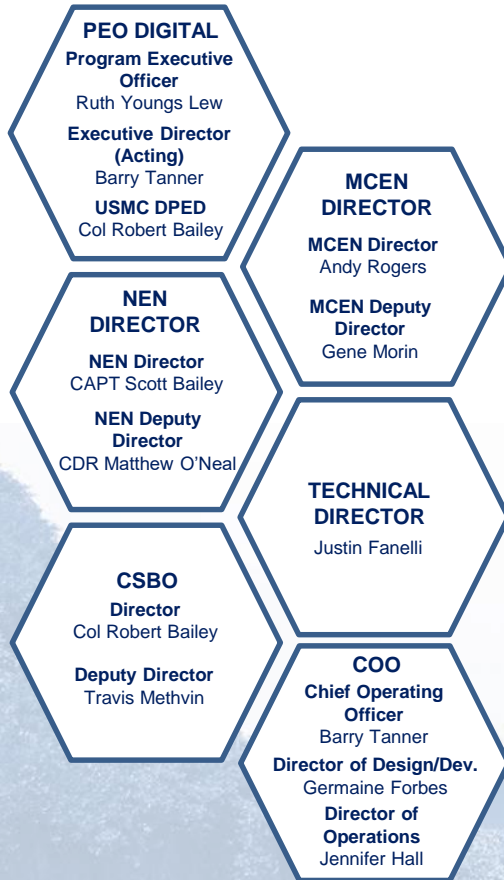 PEO DIGITAL
Program Executive
Officer
Ruth Youngs Lew
Executive Director
(Acting)
Barry Tanner
USMC DPED
Col Robert Bailey
MCEN
DIRECTOR
MCEN Director
Andy Rogers
MCEN Deputy
Director
Gene Morin
NEN
DIRECTOR
NEN Director
CAPT Scott Bailey
NEN Deputy
Director
CDR Matthew O’Neal
TECHNICAL
DIRECTOR
Justin Fanelli
CSBO
Director
Col Robert Bailey
Deputy Director
Travis Methvin
COO
Chief Operating
Officer
Barry Tanner
Director of Design/Dev.
Germaine Forbes
Director of
Operations
Jennifer Hall